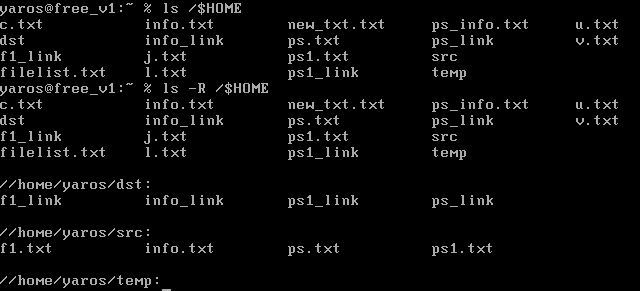 yaros@free_v1:~ % ls /$HOME
c.txt info.txt new_txt.txt ps_info.txt u.txt
dst info_link ps.txt ps_link v.txt
f1_link j.txt ps1.txt src
filelist.txt l.txt ps1_link temp
yaros@free_v1:~ % ls -R /$HOME
c.txt info.txt new_txt.txt ps_info.txt u.txt
dst info_link ps.txt ps_link v.txt
f1_link j.txt ps1.txt src
filelist.txt l.txt ps1_link temp
//home/yaros/dst:
f1_link info_link ps1_link ps_link
//home/yaros/src:
f1.txt info.txt ps.txt ps1.txt
//home/yaros/temp: